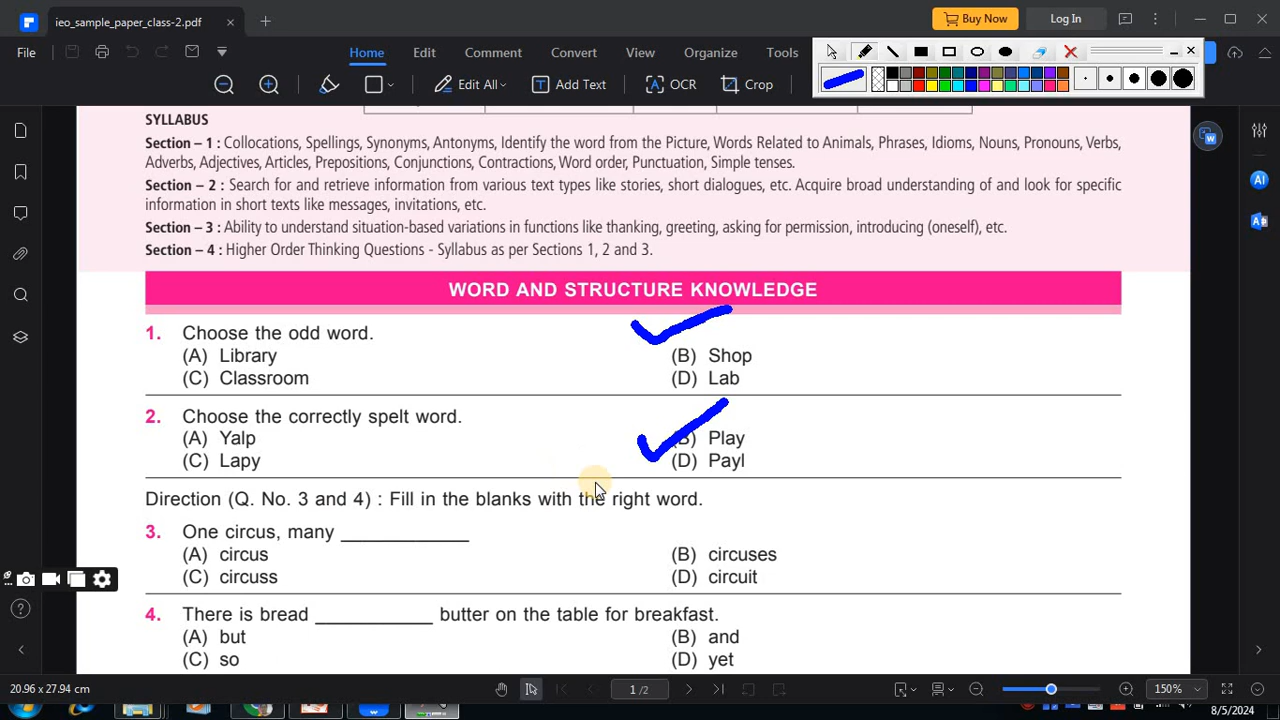 ieo_sample_paper_class-2.pdf
Buy Now
Log In
File
Home
Edit
Comment
Convert
View
Organize
Tools
Edit All
Add Text
OCR
Crop
SYLLABUS
Section – 1 : Collocations, Spellings, Synonyms, Antonyms, Identify the word from the Picture, Words Related to Animals, Phrases, Idioms, Nouns, Pronouns, Verbs,
Adverbs, Adjectives, Articles, Prepositions, Conjunctions, Contractions, Word order, Punctuation, Simple tenses.
Section – 2 : Search for and retrieve information from various text types like stories, short dialogues, etc. Acquire broad understanding of and look for specific
information in short texts like messages, invitations, etc.
Section – 3 : Ability to understand situation-based variations in functions like thanking, greeting, asking for permission, introducing (oneself), etc.
Section – 4 : Higher Order Thinking Questions - Syllabus as per Sections 1, 2 and 3.
WORD AND STRUCTURE KNOWLEDGE
1. Choose the odd word.
(A) Library (B) Shop
(C) Classroom (D) Lab
2. Choose the correctly spelt word.
(A) Yalp (B) Play
(C) Lapy (D) Payl
Direction (Q. No. 3 and 4) : Fill in the blanks with the right word.
3. One circus, many ____________
(A) circus (B) circuses
(C) circuss (D) circuit
4. There is bread ___________ butter on the table for breakfast.
(A) but (B) and
(C) so (D) yet
AI
20.96 x 27.94 cm
1 /2
150%
8/5/2024